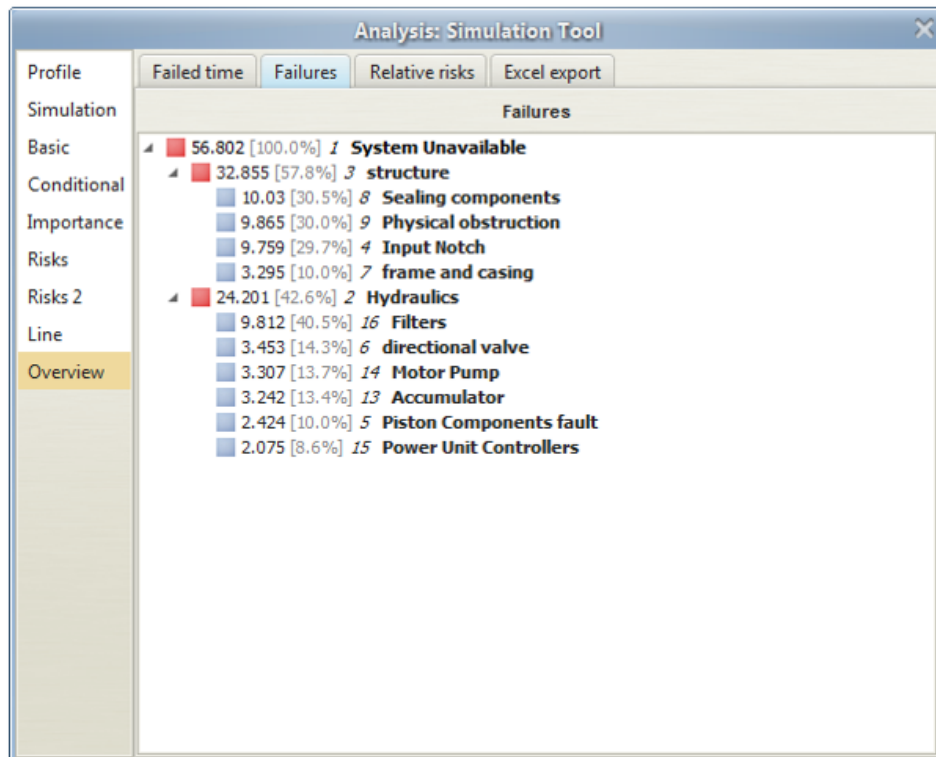 Analysis: Simulation Tool
Profile
Simulation
Basic
Conditional
Importance
Risks
Risks 2
Line
Overview
Failed time
Failures
Relative risks
Excel export
Failures
56.802 [100.0%] 1 System Unavailable
32.855 [57.8%] 3 structure
10.03 [30.5%] 8 Sealing components
9.865 [30.0%] 9 Physical obstruction
9.759 [29.7%] 4 Input Notch
3.295 [10.0%] 7 frame and casing
24.201 [42.6%] 2 Hydraulics
9.812 [40.5%] 16 Filters
3.453 [14.3%] 6 directional valve
3.307 [13.7%] 14 Motor Pump
3.242 [13.4%] 13 Accumulator
2.424 [10.0%] 5 Piston Components fault
2.075 [8.6%] 15 Power Unit Controllers